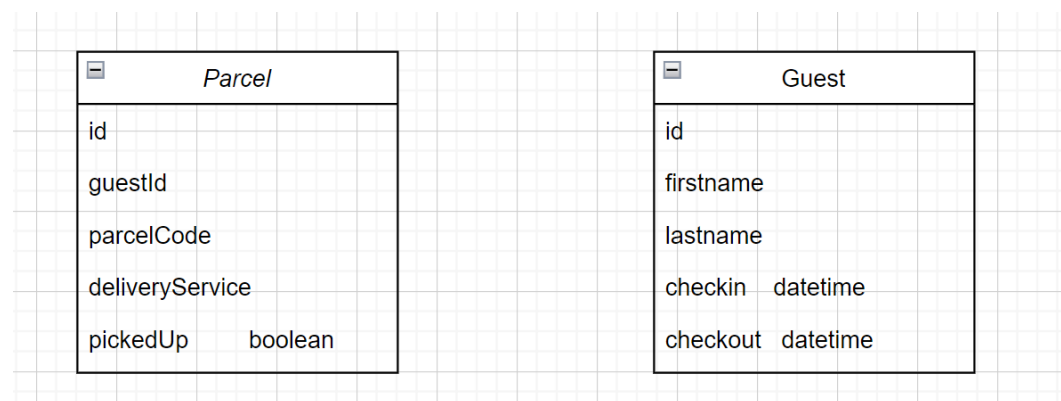 Parcel
id
guestId
parcelCode
deliveryService
pickedUp boolean
Guest
id
firstname
lastname
checkin datetime
checkout datetime